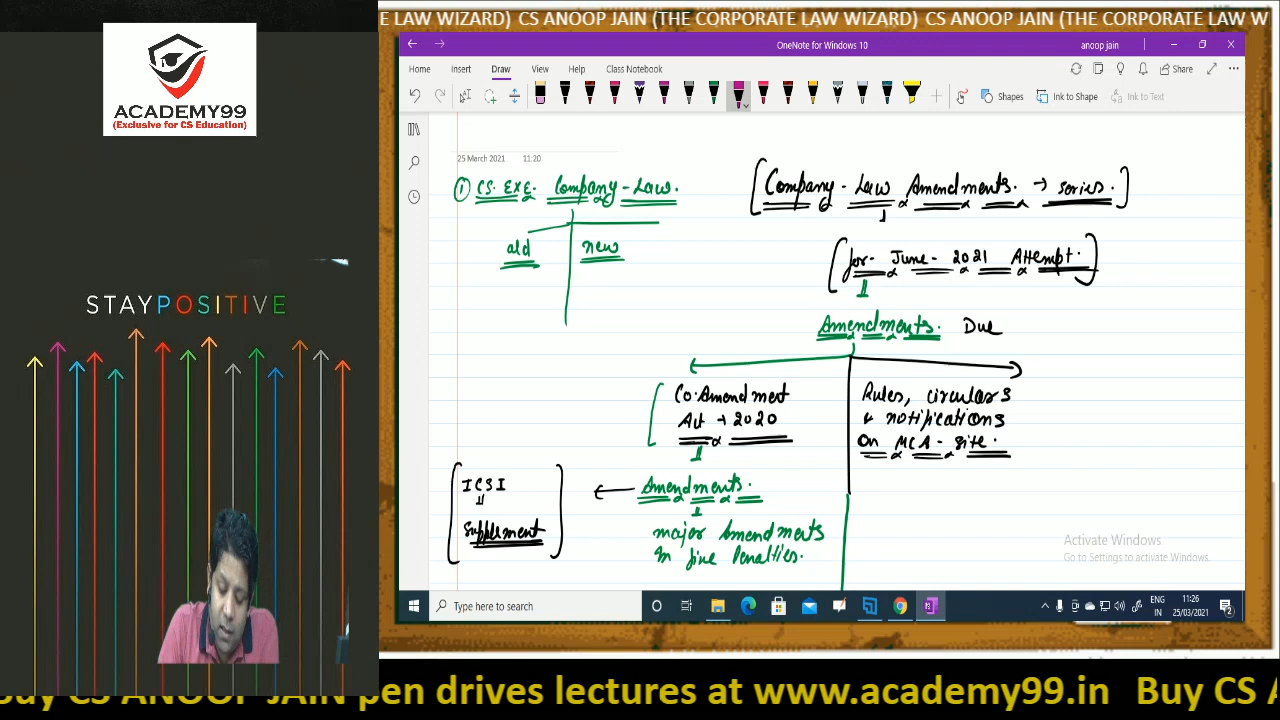 E LAW WIZARD) CS ANOOP JAIN (THE CORPORATE LAW WIZARD) CS ANOOP JAIN (THE CORPORATE LAW W
ACADEMY99
(Exclusive for CS Education)
STAYPOSITIVE
OneNote for Windows 10
anoop jain
Home Insert Draw View Help Class Notebook
Share
Shapes Ink to Shape Ink to Text
25 March 2021 11:20
① CS. EXE. Company - Law.
old new
[Company - Law Amendments. → series.]
[for - June - 2021 Attempt.]
Amendments. Due
Co. Amendment
Act → 2020
Rules, circulars
& notifications
On MCA - site.
Amendments.
major Amendments
In fine Penalties.
ICSI
Supplement
Activate Windows
Go to Settings to activate Windows.
Type here to search
ENG
IN
11:26
25/03/2021
2
Buy CS ANOOP JAIN pen drives lectures at www.academy99.in Buy CS A